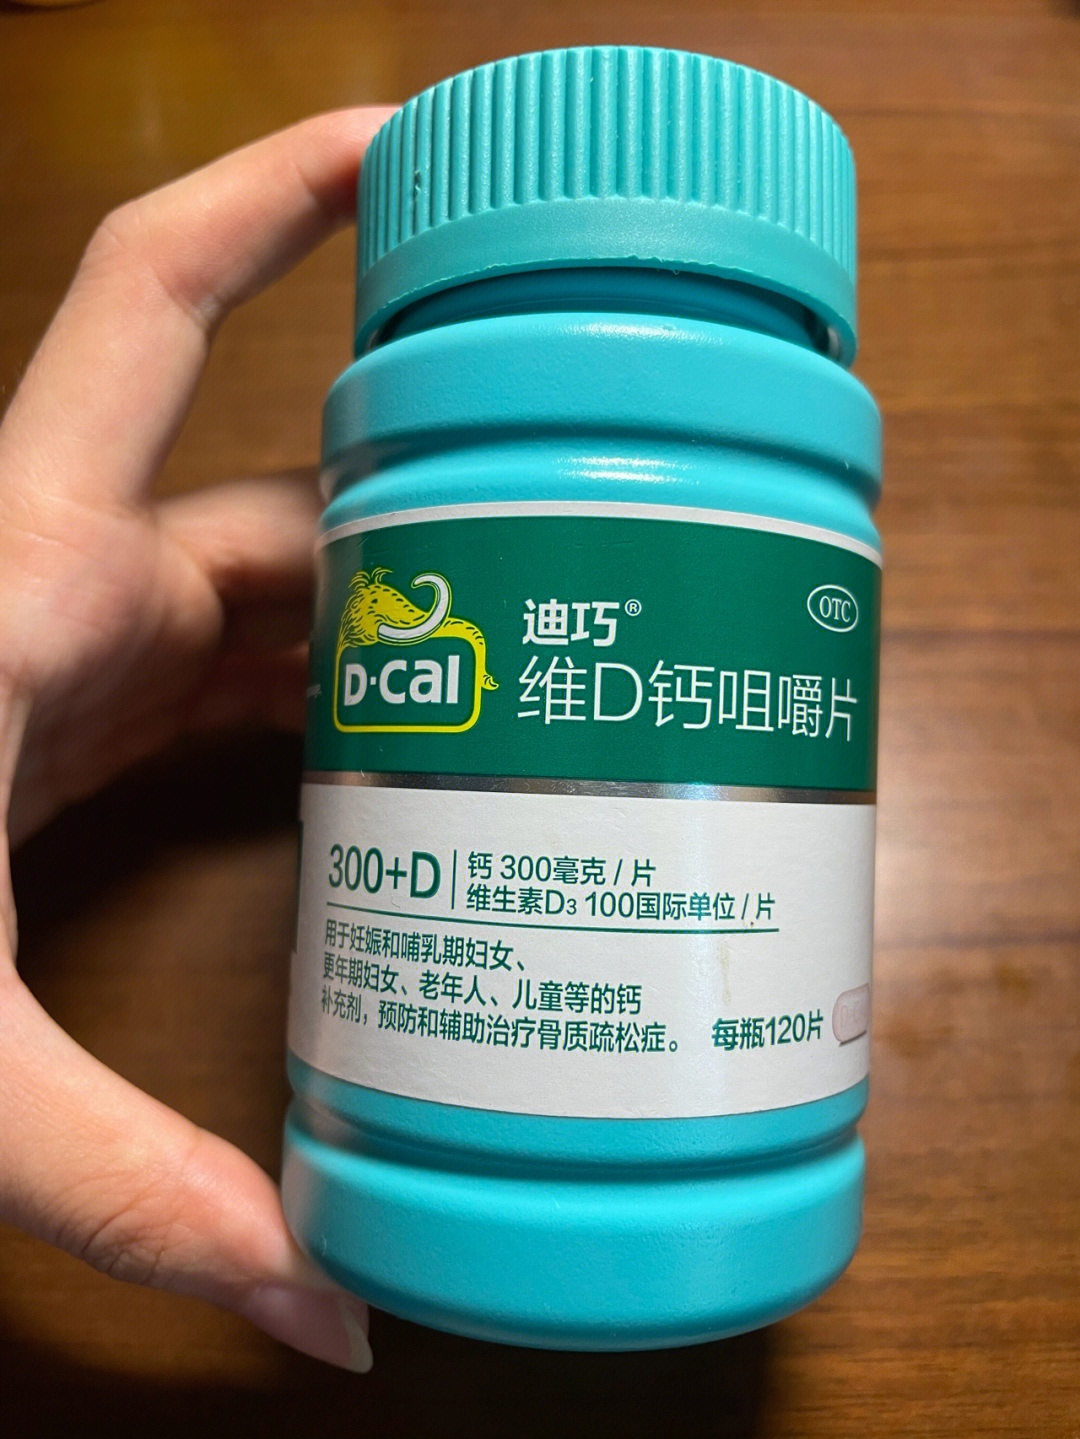 D·Cal
迪巧®
OTC
维D钙咀嚼片
300+D
钙 300毫克 / 片
维生素D3 100国际单位 / 片
用于妊娠和哺乳期妇女、
更年期妇女、老年人、儿童等的钙
补充剂，预防和辅助治疗骨质疏松症。
每瓶120片